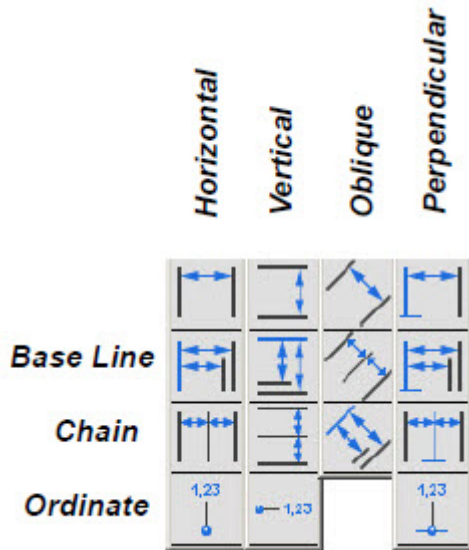 Horizontal
Vertical
Oblique
Perpendicular
Base Line
Chain
Ordinate
1,23
1,23
1,23